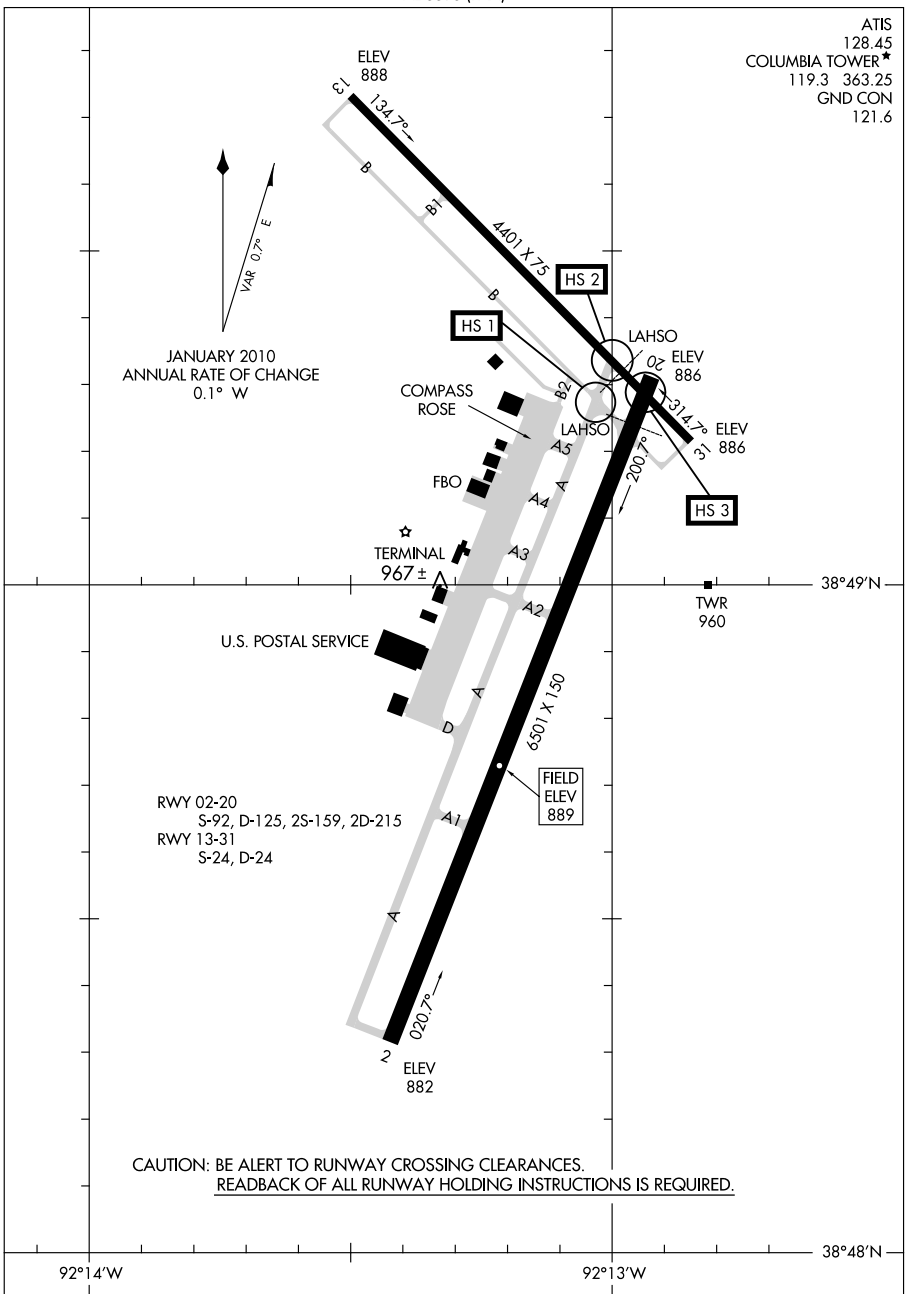 ATIS
128.45
COLUMBIA TOWER★
119.3 363.25
GND CON
121.6
ELEV
888
13
134.7°
B
B1
VAR 0.7° E
4401 X 75
HS 2
B
HS 1
LAHSO
JANUARY 2010
ANNUAL RATE OF CHANGE
0.1° W
20
ELEV
886
COMPASS
ROSE
B2
314.7°
LAHSO
ELEV
886
31
A5
200.7°
FBO
A
A4
HS 3
TERMINAL
967 ±
A3
38°49'N
A2
TWR
960
U.S. POSTAL SERVICE
A
6501 X 150
D
FIELD
ELEV
889
RWY 02-20
S-92, D-125, 2S-159, 2D-215
RWY 13-31
S-24, D-24
A1
A
020.7°
2
ELEV
882
CAUTION: BE ALERT TO RUNWAY CROSSING CLEARANCES.
READBACK OF ALL RUNWAY HOLDING INSTRUCTIONS IS REQUIRED.
38°48'N
92°14'W
92°13'W